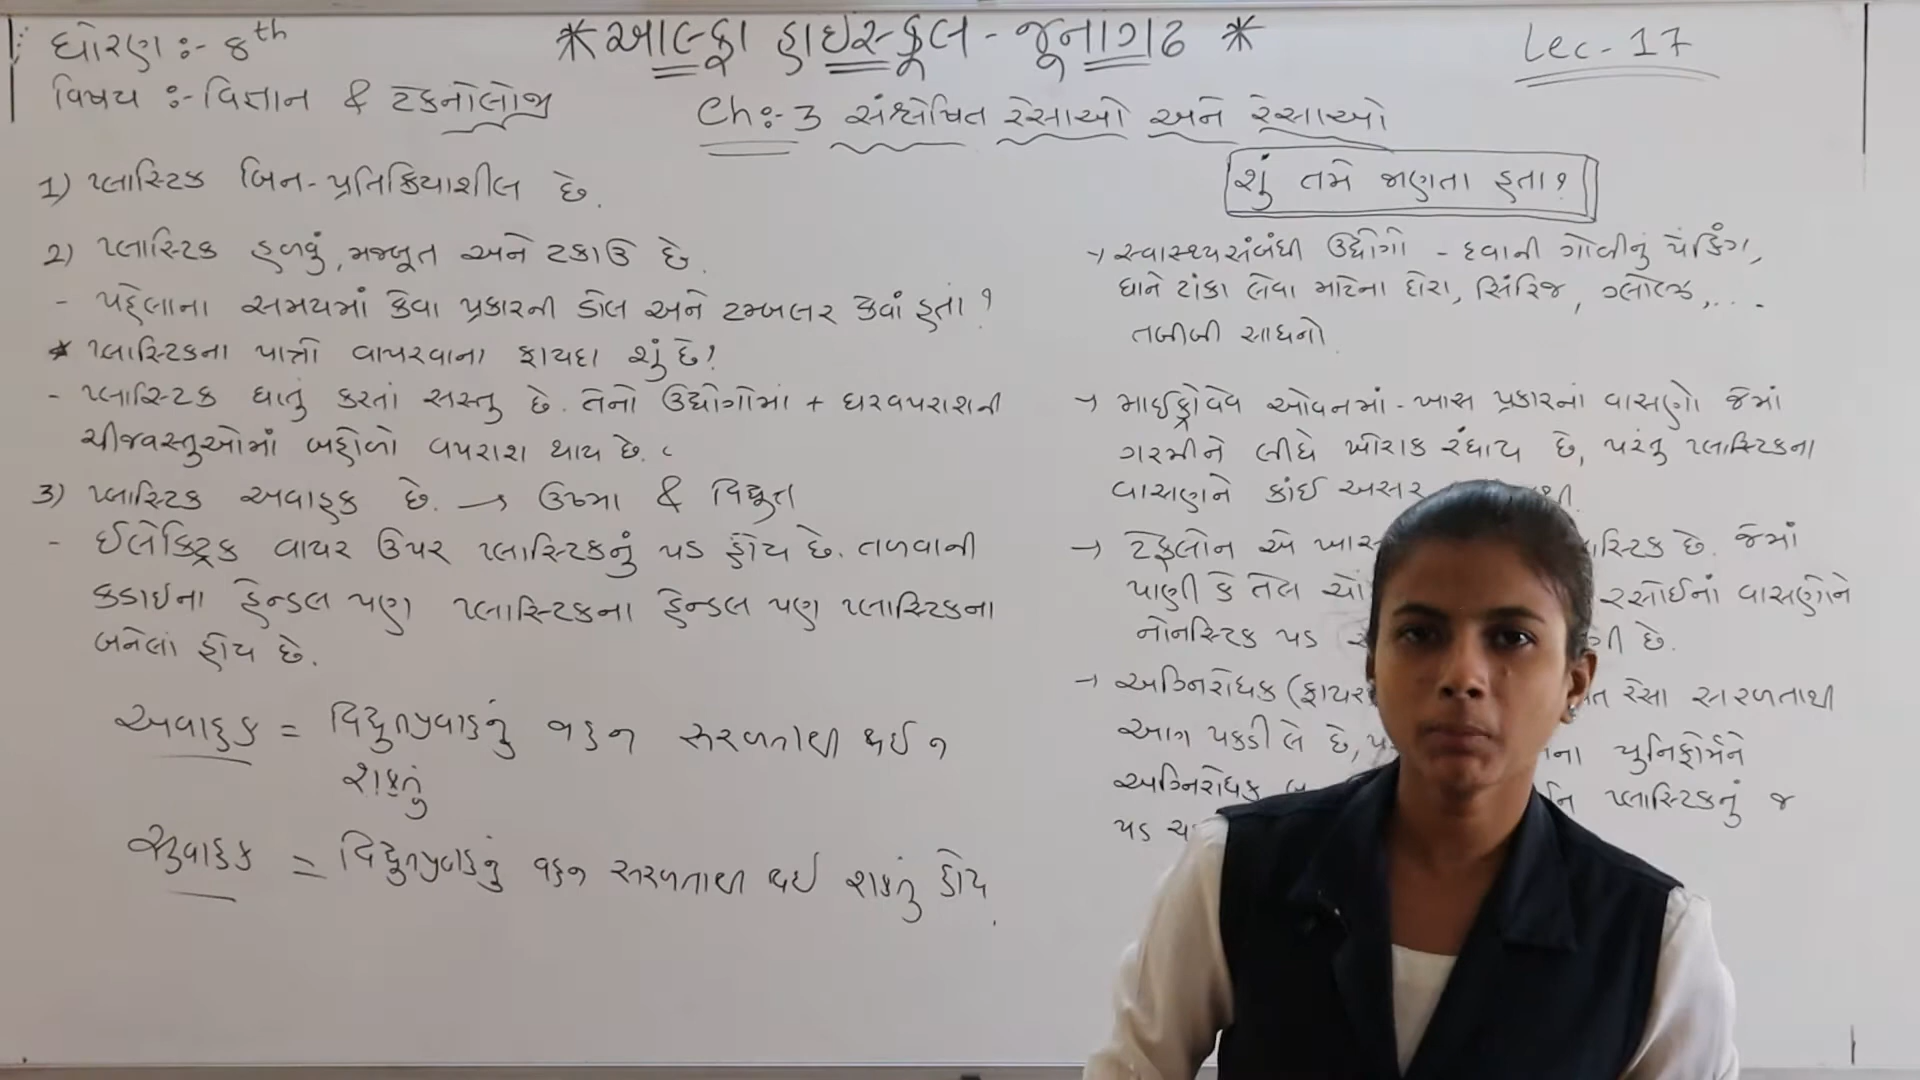 ધોરણ :- 8th
* આલ્ફા હાઇસ્કૂલ - જૂનાગઢ *
Lec - 17
વિષય :- વિજ્ઞાન & ટેકનોલોજી
Ch :- 3 સંશ્લેષિત રેસાઓ અને રેસાઓ
1) પ્લાસ્ટિક બિન-પ્રતિક્રિયાશીલ છે.
2) પ્લાસ્ટિક હળવું, મજબૂત અને ટકાઉ છે.
- પહેલાના સમયમાં કેવા પ્રકારની ડોલ અને ટમ્બલર કેવાં હતાં ?
* પ્લાસ્ટિકના પાત્રો વાપરવાના ફાયદા શું છે?
- પ્લાસ્ટિક ધાતું કરતાં સસ્તુ છે. તેનો ઉદ્યોગોમાં + ઘરવપરાશની
ચીજવસ્તુઓમાં બહોળો વપરાશ થાય છે.
3) પ્લાસ્ટિક અવાહક છે. → ઉષ્મા & વિદ્યુત
- ઈલેક્ટ્રિક વાયર ઉપર પ્લાસ્ટિકનું પડ હોય છે. તળવાની
કડાઇના હેન્ડલ પણ પ્લાસ્ટિકના હેન્ડલ પણ પ્લાસ્ટિકના
બનેલાં હોય છે.
અવાહક = વિદ્યુતપ્રવાહનું વહન સરળતાથી થઈ ન
શકતું
સુવાહક = વિદ્યુતપ્રવાહનું વહન સરળતાથી થઈ શકતું હોય.
શું તમે જાણતા હતા?
→ સ્વાસ્થ્યસંબંધી ઉદ્યોગો - દવાની ગોળીનું પેકિંગ,
ઘાને ટાંકા લેવા માટેના દોરા, સિરિંજ, ગ્લોવ્ઝ,...
તબીબી સાધનો.
→ માઈક્રોવેવ ઓવનમાં - ખાસ પ્રકારનાં વાસણો જેમાં
ગરમીને લીધે ખોરાક રંધાય છે, પરંતુ પ્લાસ્ટિકના
વાસણને કાંઈ અસર
→ ટેફલોન એ ખાસ છે. જેમાં
પાણી કે તેલ રસોઈનાં વાસણોને
નોનસ્ટિક પડ છે.
→ અગ્નિરોધક રેસા સરળતાથી
આગ પકડી લે છે, યુનિફોર્મને
અગ્નિરોધક પ્લાસ્ટિકનું જ
પડ